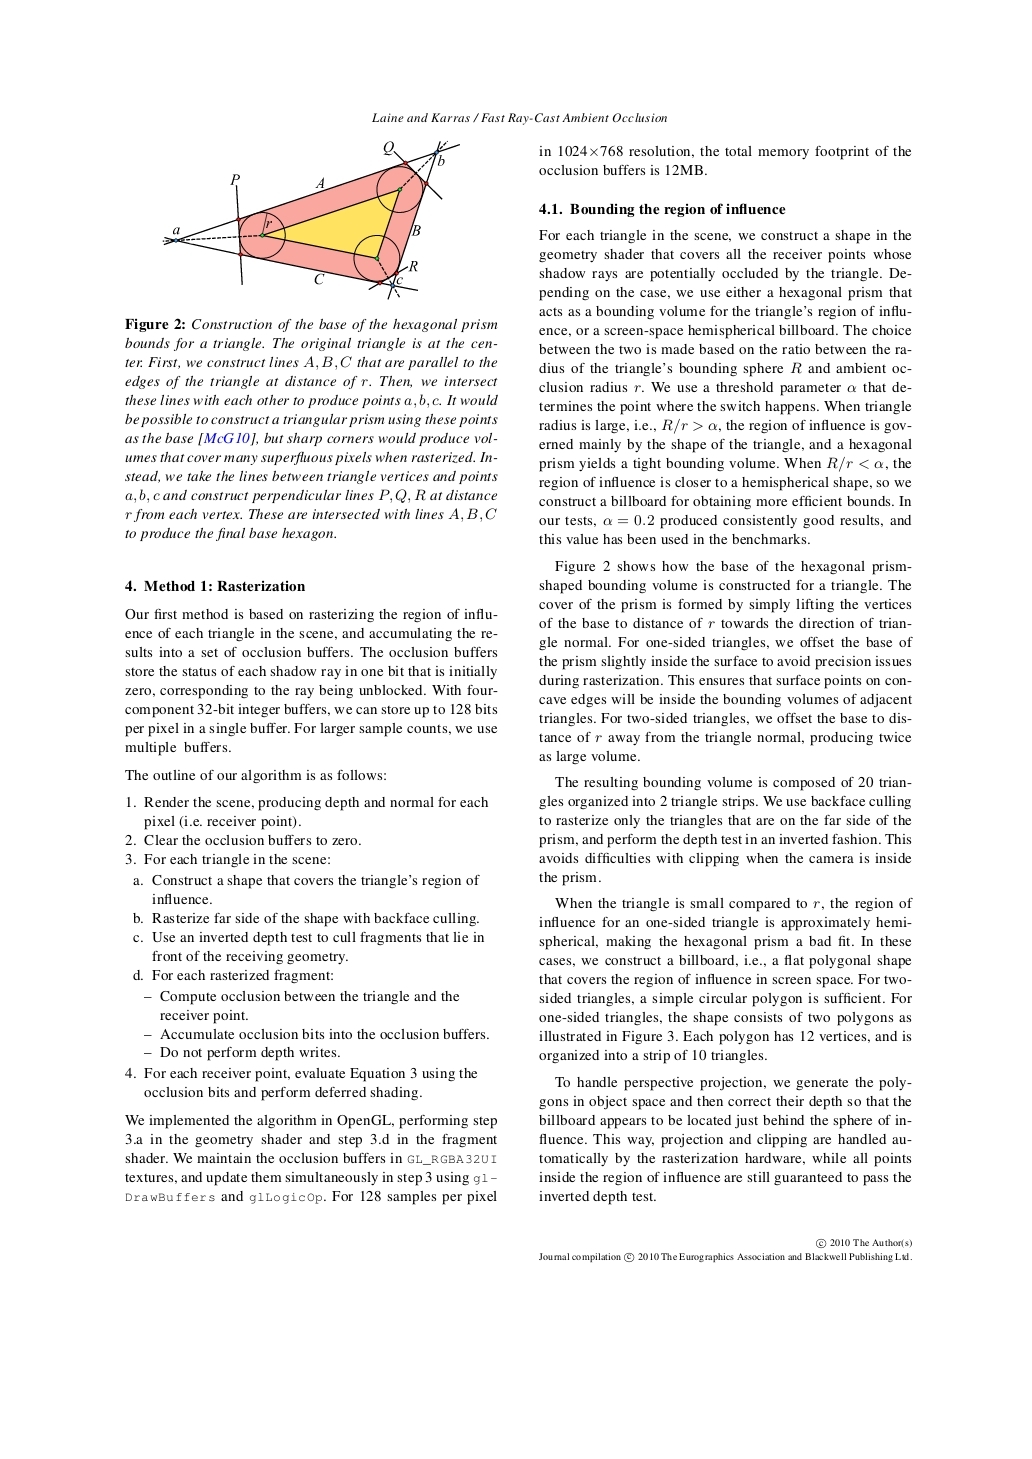 Laine and Karras / Fast Ray-Cast Ambient Occlusion
Q
b
P
A
a
r
B
R
C
c
Figure 2: Construction of the base of the hexagonal prism
bounds for a triangle. The original triangle is at the cen-
ter. First, we construct lines A, B, C that are parallel to the
edges of the triangle at distance of r. Then, we intersect
these lines with each other to produce points a, b, c. It would
be possible to construct a triangular prism using these points
as the base [McG10], but sharp corners would produce vol-
umes that cover many superfluous pixels when rasterized. In-
stead, we take the lines between triangle vertices and points
a, b, c and construct perpendicular lines P, Q, R at distance
r from each vertex. These are intersected with lines A, B, C
to produce the final base hexagon.
4. Method 1: Rasterization
Our first method is based on rasterizing the region of influ-
ence of each triangle in the scene, and accumulating the re-
sults into a set of occlusion buffers. The occlusion buffers
store the status of each shadow ray in one bit that is initially
zero, corresponding to the ray being unblocked. With four-
component 32-bit integer buffers, we can store up to 128 bits
per pixel in a single buffer. For larger sample counts, we use
multiple buffers.
The outline of our algorithm is as follows:
1. Render the scene, producing depth and normal for each
pixel (i.e. receiver point).
2. Clear the occlusion buffers to zero.
3. For each triangle in the scene:
a. Construct a shape that covers the triangle's region of
influence.
b. Rasterize far side of the shape with backface culling.
c. Use an inverted depth test to cull fragments that lie in
front of the receiving geometry.
d. For each rasterized fragment:
– Compute occlusion between the triangle and the
receiver point.
– Accumulate occlusion bits into the occlusion buffers.
– Do not perform depth writes.
4. For each receiver point, evaluate Equation 3 using the
occlusion bits and perform deferred shading.
We implemented the algorithm in OpenGL, performing step
3.a in the geometry shader and step 3.d in the fragment
shader. We maintain the occlusion buffers in GL_RGBA32UI
textures, and update them simultaneously in step 3 using gl-
DrawBuffers and glLogicOp. For 128 samples per pixel
in 1024×768 resolution, the total memory footprint of the
occlusion buffers is 12MB.
4.1. Bounding the region of influence
For each triangle in the scene, we construct a shape in the
geometry shader that covers all the receiver points whose
shadow rays are potentially occluded by the triangle. De-
pending on the case, we use either a hexagonal prism that
acts as a bounding volume for the triangle's region of influ-
ence, or a screen-space hemispherical billboard. The choice
between the two is made based on the ratio between the ra-
dius of the triangle's bounding sphere R and ambient oc-
clusion radius r. We use a threshold parameter α that de-
termines the point where the switch happens. When triangle
radius is large, i.e., R/r > α, the region of influence is gov-
erned mainly by the shape of the triangle, and a hexagonal
prism yields a tight bounding volume. When R/r < α, the
region of influence is closer to a hemispherical shape, so we
construct a billboard for obtaining more efficient bounds. In
our tests, α = 0.2 produced consistently good results, and
this value has been used in the benchmarks.
Figure 2 shows how the base of the hexagonal prism-
shaped bounding volume is constructed for a triangle. The
cover of the prism is formed by simply lifting the vertices
of the base to distance of r towards the direction of trian-
gle normal. For one-sided triangles, we offset the base of
the prism slightly inside the surface to avoid precision issues
during rasterization. This ensures that surface points on con-
cave edges will be inside the bounding volumes of adjacent
triangles. For two-sided triangles, we offset the base to dis-
tance of r away from the triangle normal, producing twice
as large volume.
The resulting bounding volume is composed of 20 trian-
gles organized into 2 triangle strips. We use backface culling
to rasterize only the triangles that are on the far side of the
prism, and perform the depth test in an inverted fashion. This
avoids difficulties with clipping when the camera is inside
the prism.
When the triangle is small compared to r, the region of
influence for an one-sided triangle is approximately hemi-
spherical, making the hexagonal prism a bad fit. In these
cases, we construct a billboard, i.e., a flat polygonal shape
that covers the region of influence in screen space. For two-
sided triangles, a simple circular polygon is sufficient. For
one-sided triangles, the shape consists of two polygons as
illustrated in Figure 3. Each polygon has 12 vertices, and is
organized into a strip of 10 triangles.
To handle perspective projection, we generate the poly-
gons in object space and then correct their depth so that the
billboard appears to be located just behind the sphere of in-
fluence. This way, projection and clipping are handled au-
tomatically by the rasterization hardware, while all points
inside the region of influence are still guaranteed to pass the
inverted depth test.
© 2010 The Author(s)
Journal compilation © 2010 The Eurographics Association and Blackwell Publishing Ltd.